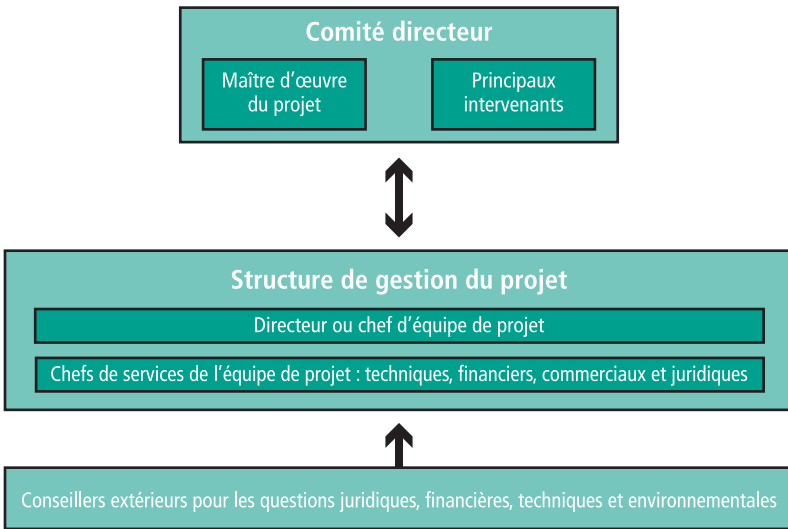 Comité directeur
Maître d'œuvre
du projet
Principaux
intervenants
Structure de gestion du projet
Directeur ou chef d'équipe de projet
Chefs de services de l'équipe de projet : techniques, financiers, commerciaux et juridiques
Conseillers extérieurs pour les questions juridiques, financières, techniques et environnementales